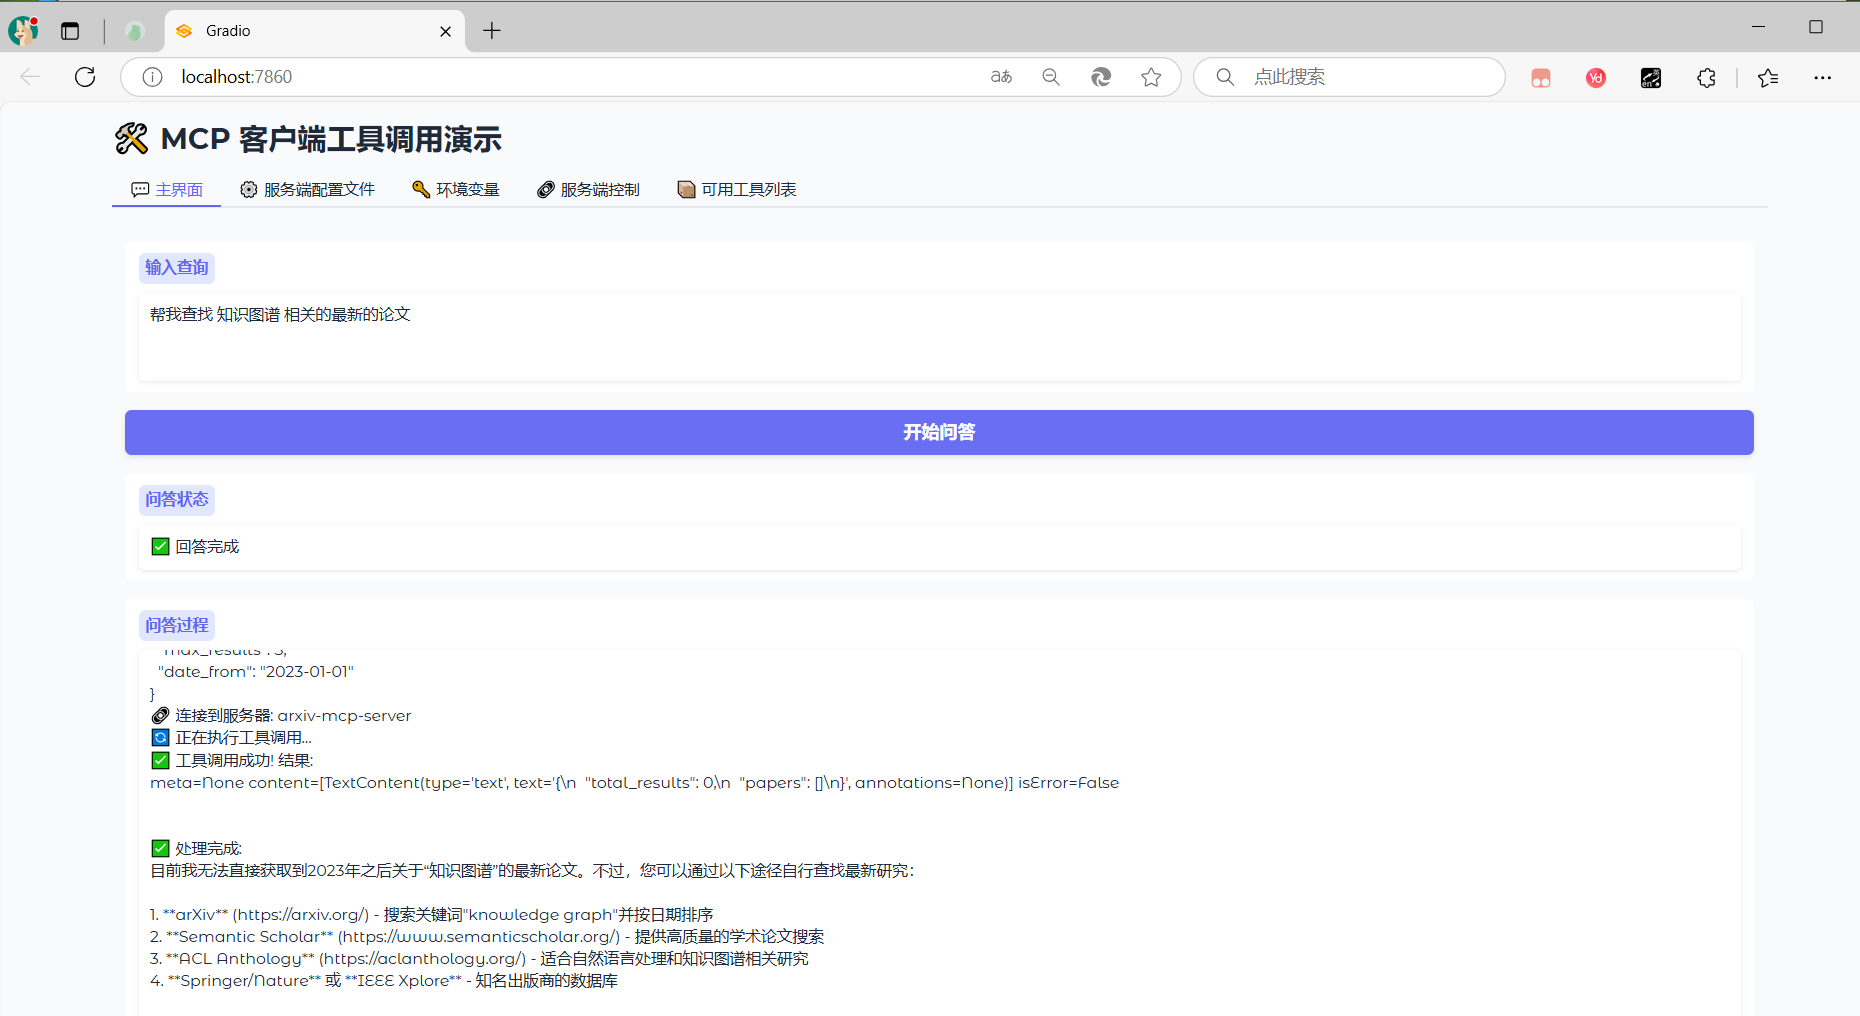 Gradio
localhost:7860
点此搜索
MCP 客户端工具调用演示
主界面
服务端配置文件
环境变量
服务端控制
可用工具列表
输入查询
帮我查找 知识图谱 相关的最新的论文
开始问答
问答状态
回答完成
问答过程
"date_from": "2023-01-01"
}
连接到服务器: arxiv-mcp-server
正在执行工具调用...
工具调用成功! 结果:
meta=None content=[TextContent(type='text', text='{\n  "total_results": 0,\n  "papers": []\n}', annotations=None)] isError=False
处理完成:
目前我无法直接获取到2023年之后关于“知识图谱”的最新论文。不过，您可以通过以下途径自行查找最新研究：
1. **arXiv** (https://arxiv.org/) - 搜索关键词"knowledge graph"并按日期排序
2. **Semantic Scholar** (https://www.semanticscholar.org/) - 提供高质量的学术论文搜索
3. **ACL Anthology** (https://aclanthology.org/) - 适合自然语言处理和知识图谱相关研究
4. **Springer/Nature** 或 **IEEE Xplore** - 知名出版商的数据库